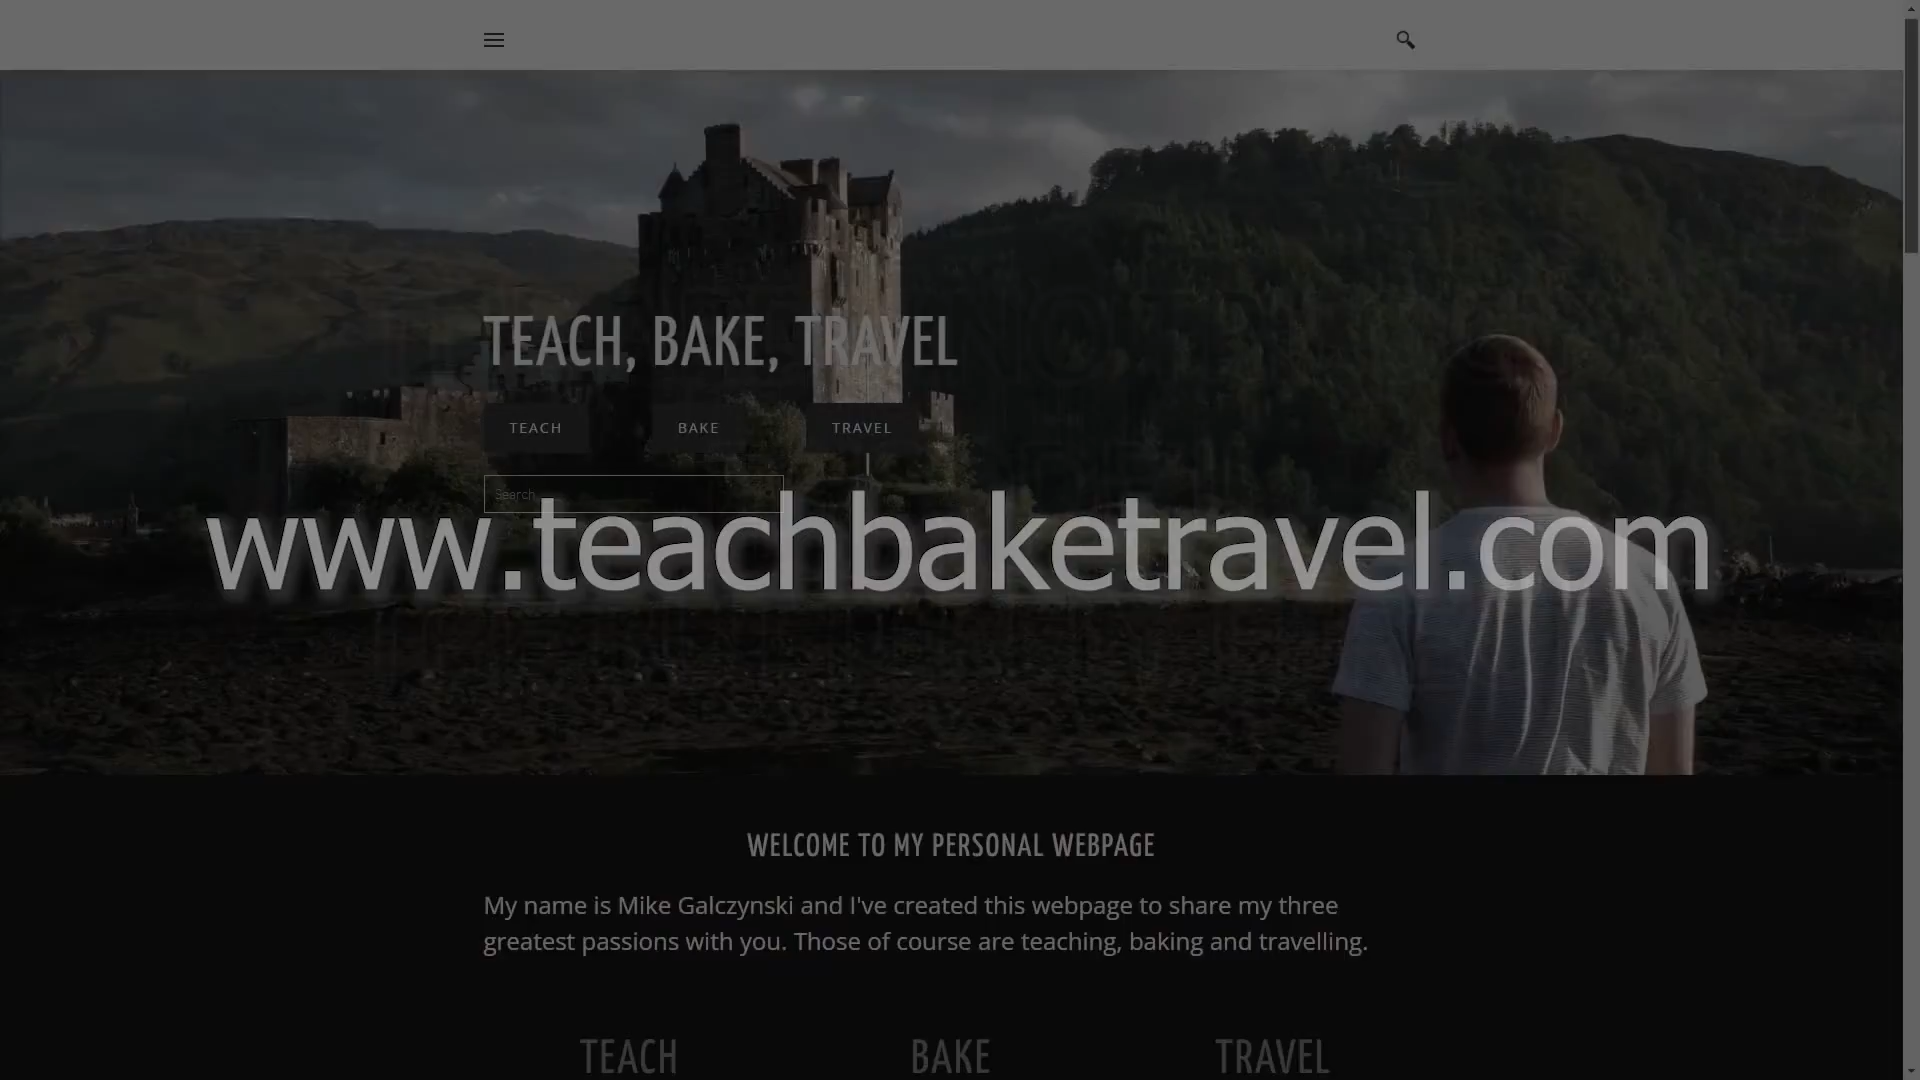 TEACH, BAKE, TRAVEL
TEACH
BAKE
TRAVEL
Search
www.teachbaketravel.com
WELCOME TO MY PERSONAL WEBPAGE
My name is Mike Galczynski and I've created this webpage to share my three
greatest passions with you. Those of course are teaching, baking and travelling.
TEACH
BAKE
TRAVEL